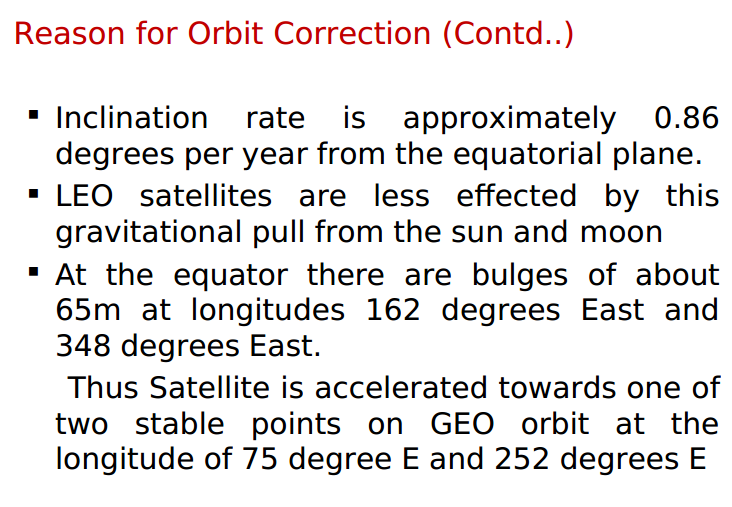 Reason for Orbit Correction (Contd..)
▪ Inclination rate is approximately 0.86
degrees per year from the equatorial plane.
▪ LEO satellites are less effected by this
gravitational pull from the sun and moon
▪ At the equator there are bulges of about
65m at longitudes 162 degrees East and
348 degrees East.
Thus Satellite is accelerated towards one of
two stable points on GEO orbit at the
longitude of 75 degree E and 252 degrees E